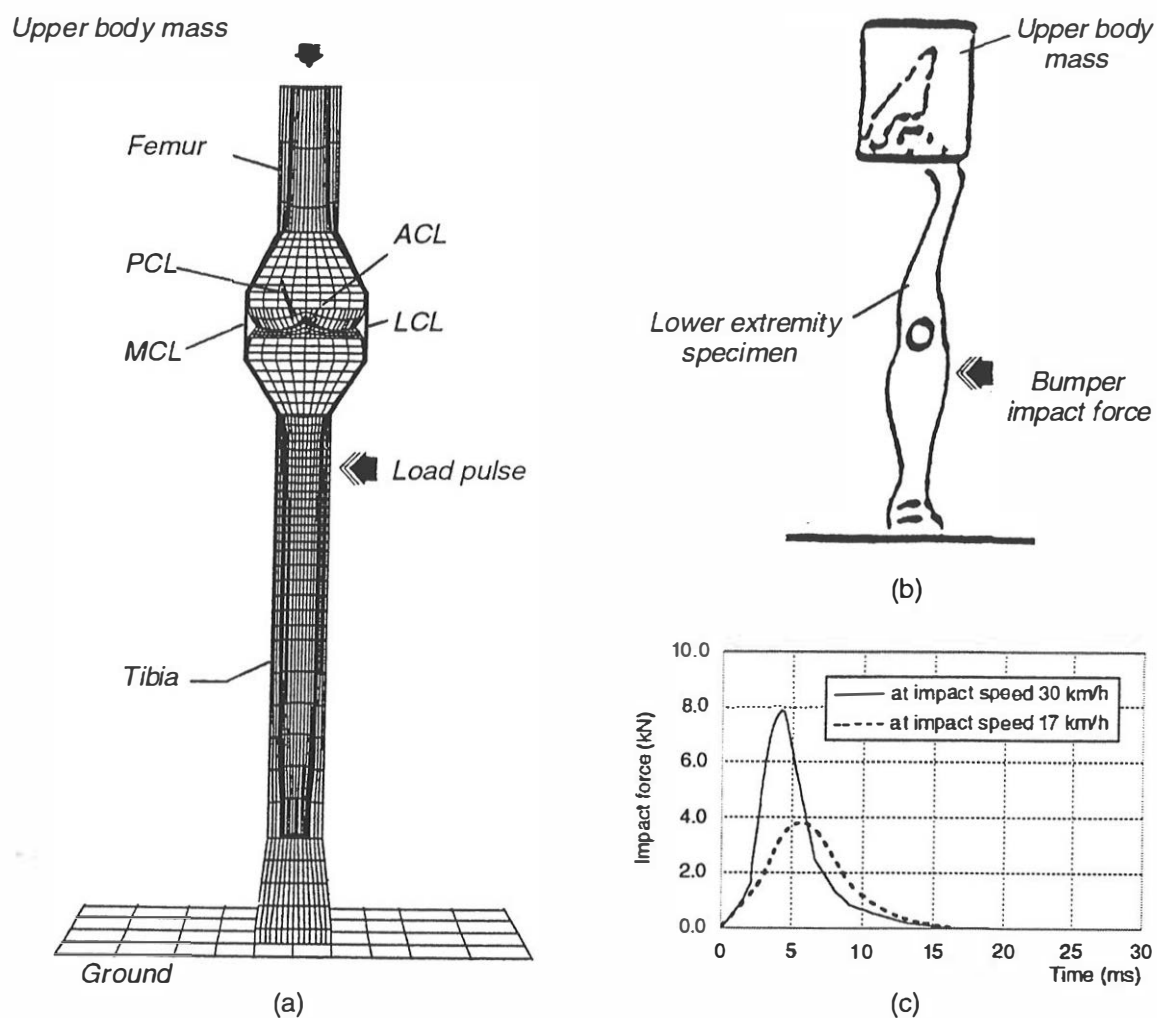 Upper body mass
Femur
ACL
PCL
LCL
MCL
Load pulse
Tibia
Ground
(a)
Upper body
mass
Lower extremity
specimen
Bumper
impact force
(b)
10.0
8.0
6.0
4.0
2.0
0.0
Impact force (kN)
at impact speed 30 km/h
at impact speed 17 km/h
0 5 10 15 20 25 30
Time (ms)
(c)